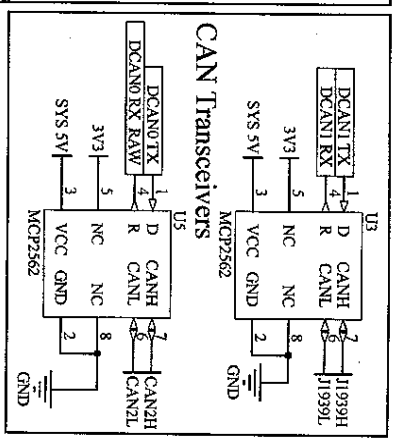 CAN Transceivers
U3
DCAN1 TX
DCAN1 RX
1
4
D
R
CANH
CANL
7
6
J1939H
J1939L
3V3
5
NC
NC
8
SYS 5V
3
VCC
GND
2
MCP2562
GND
U5
DCAN0 TX
DCAN0 RX RAW
1
4
D
R
CANH
CANL
7
6
CAN2H
CAN2L
3V3
5
NC
NC
8
SYS 5V
3
VCC
GND
2
MCP2562
GND